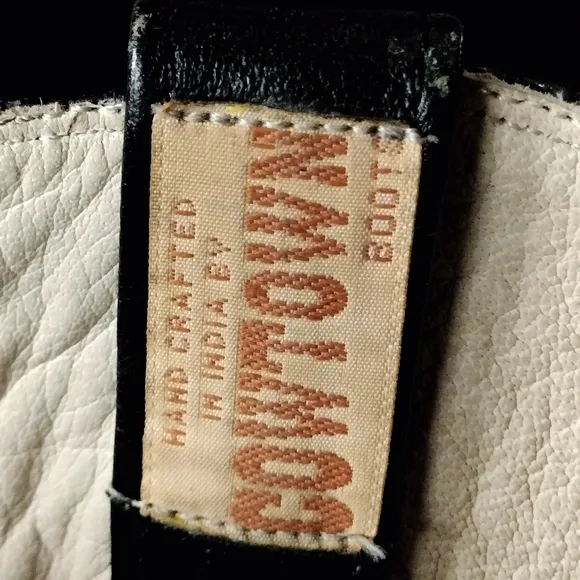 HAND CRAFTED
IN INDIA BY
COWTOWN
BOOTS